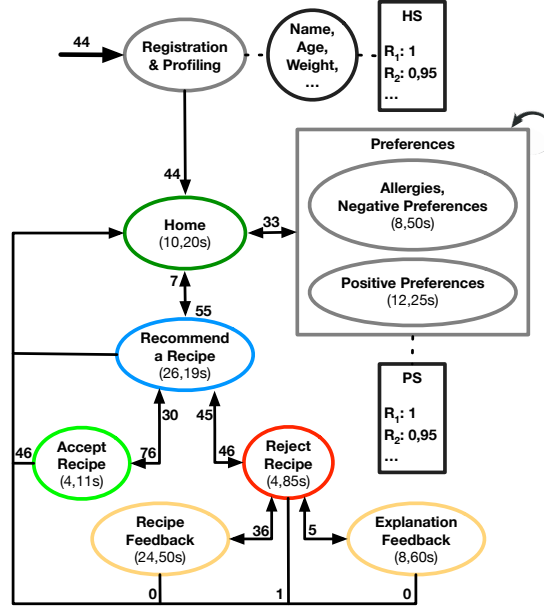 44
Registration
& Profiling
Name,
Age,
Weight,
...
HS
R1: 1
R2: 0,95
...
Preferences
Allergies,
Negative Preferences
(8,50s)
44
Home
(10,20s)
33
Positive Preferences
(12,25s)
7
55
Recommend
a Recipe
(26,19s)
PS
R1: 1
R2: 0,95
...
30
45
46
Accept
Recipe
(4,11s)
76
46
Reject
Recipe
(4,85s)
Recipe
Feedback
(24,50s)
36
5
Explanation
Feedback
(8,60s)
0
1
0